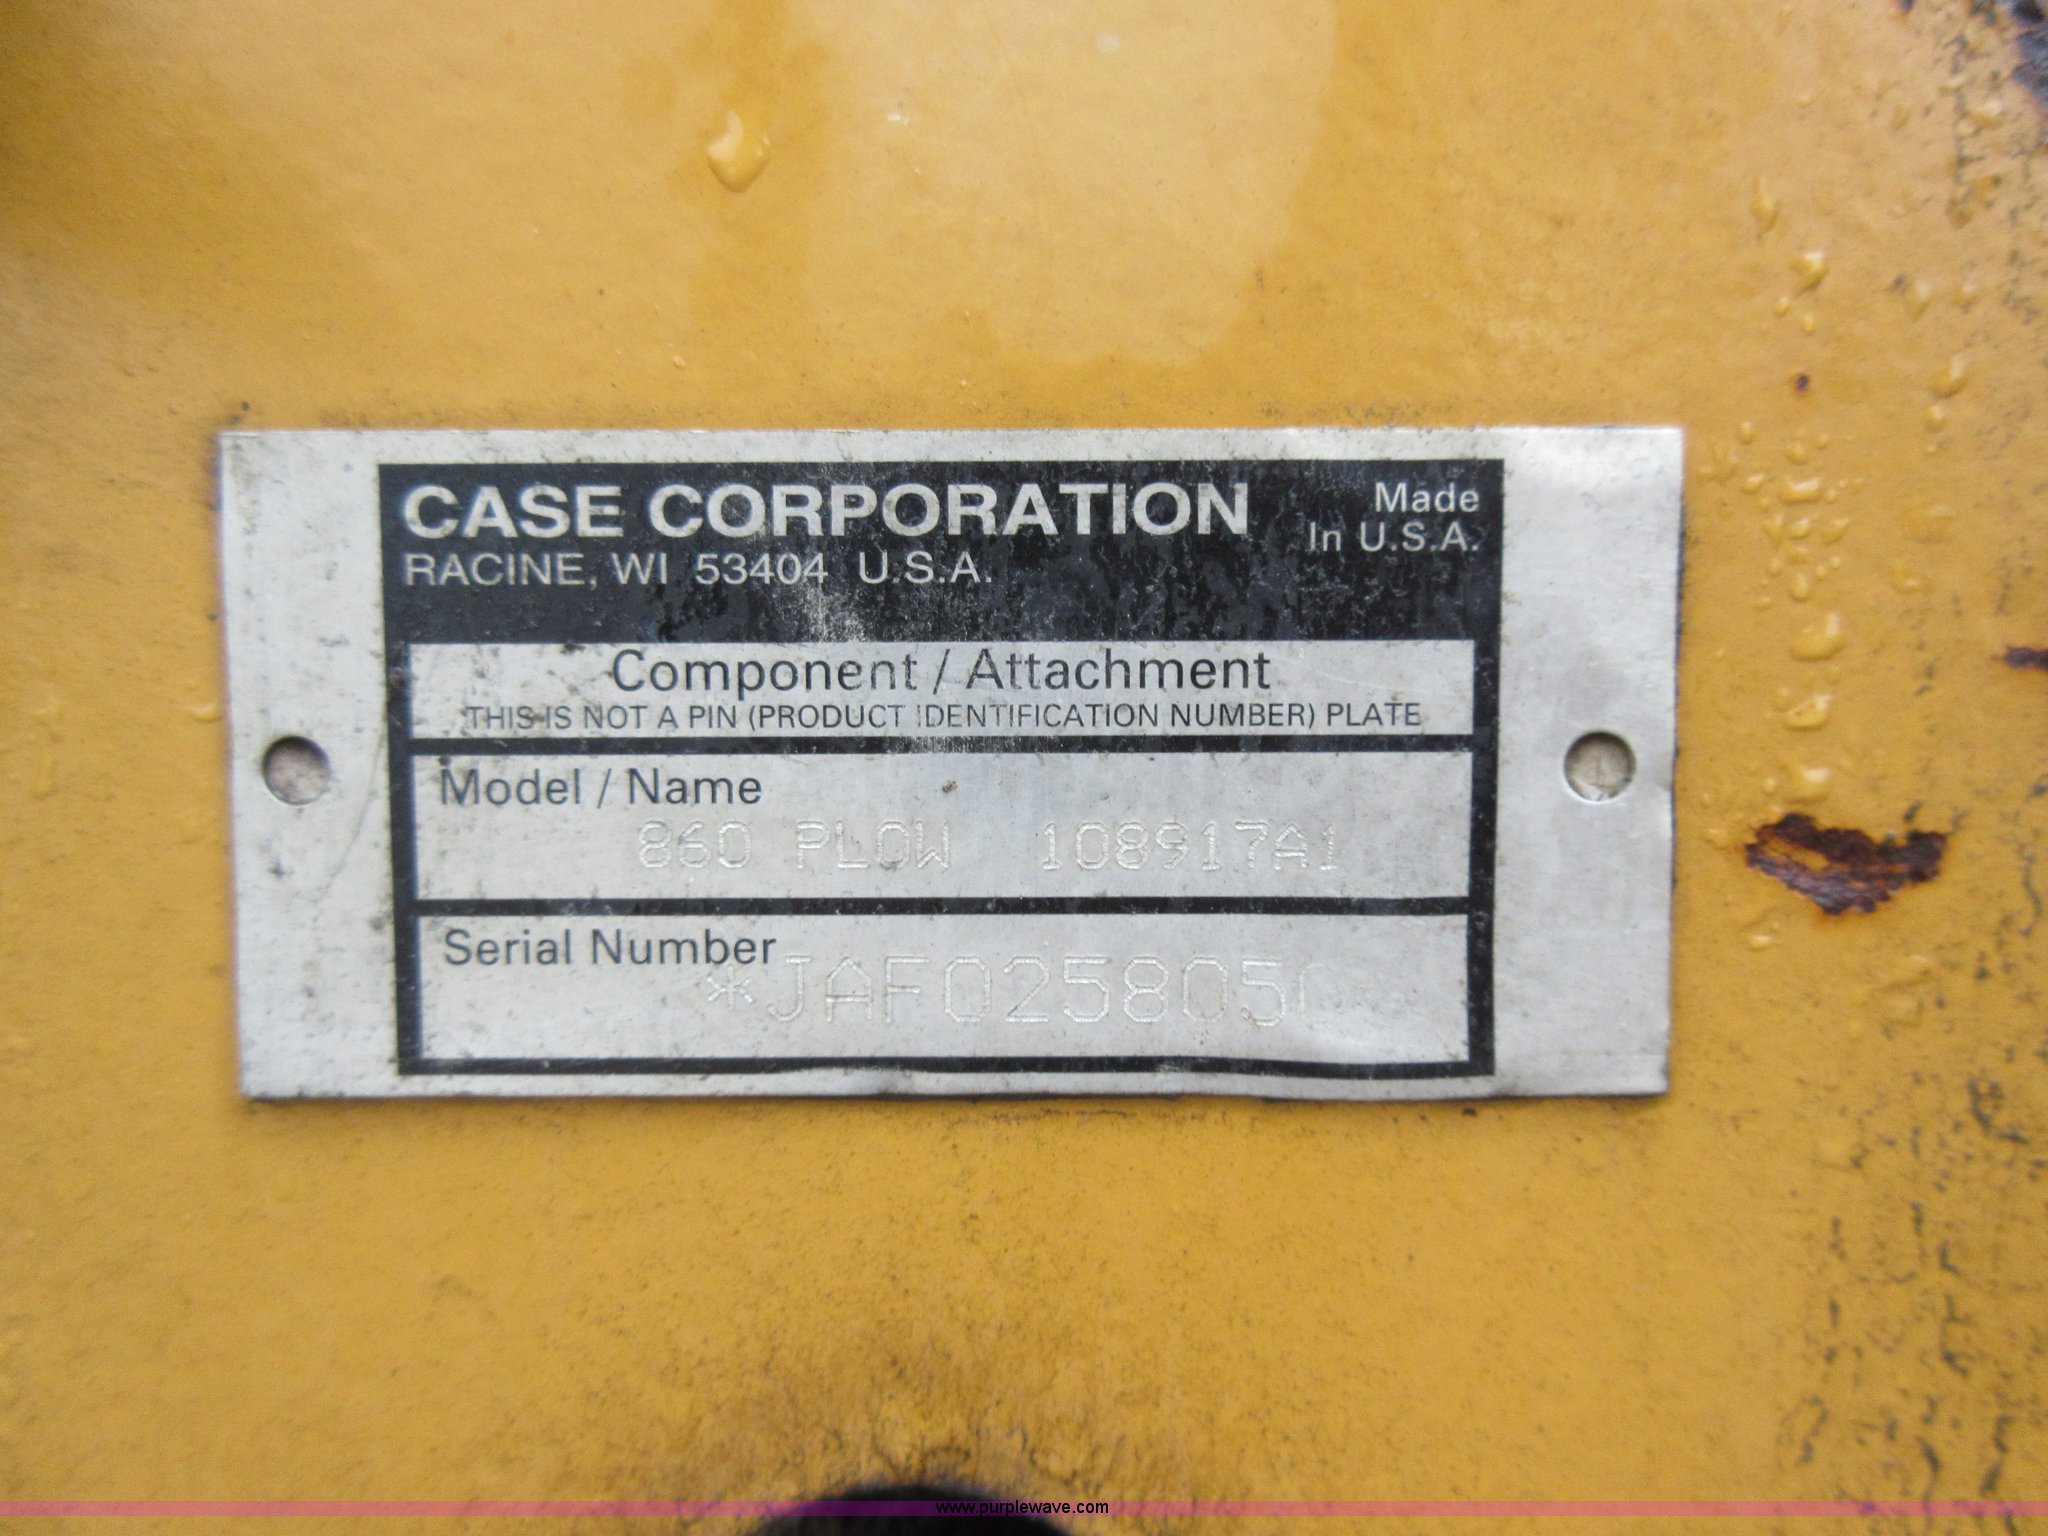 CASE CORPORATION
Made
In U.S.A.
RACINE, WI 53404 U.S.A.
Component / Attachment
THIS IS NOT A PIN (PRODUCT IDENTIFICATION NUMBER) PLATE
Model / Name
860 PLOW 108917A1
Serial Number
www.purplewave.com